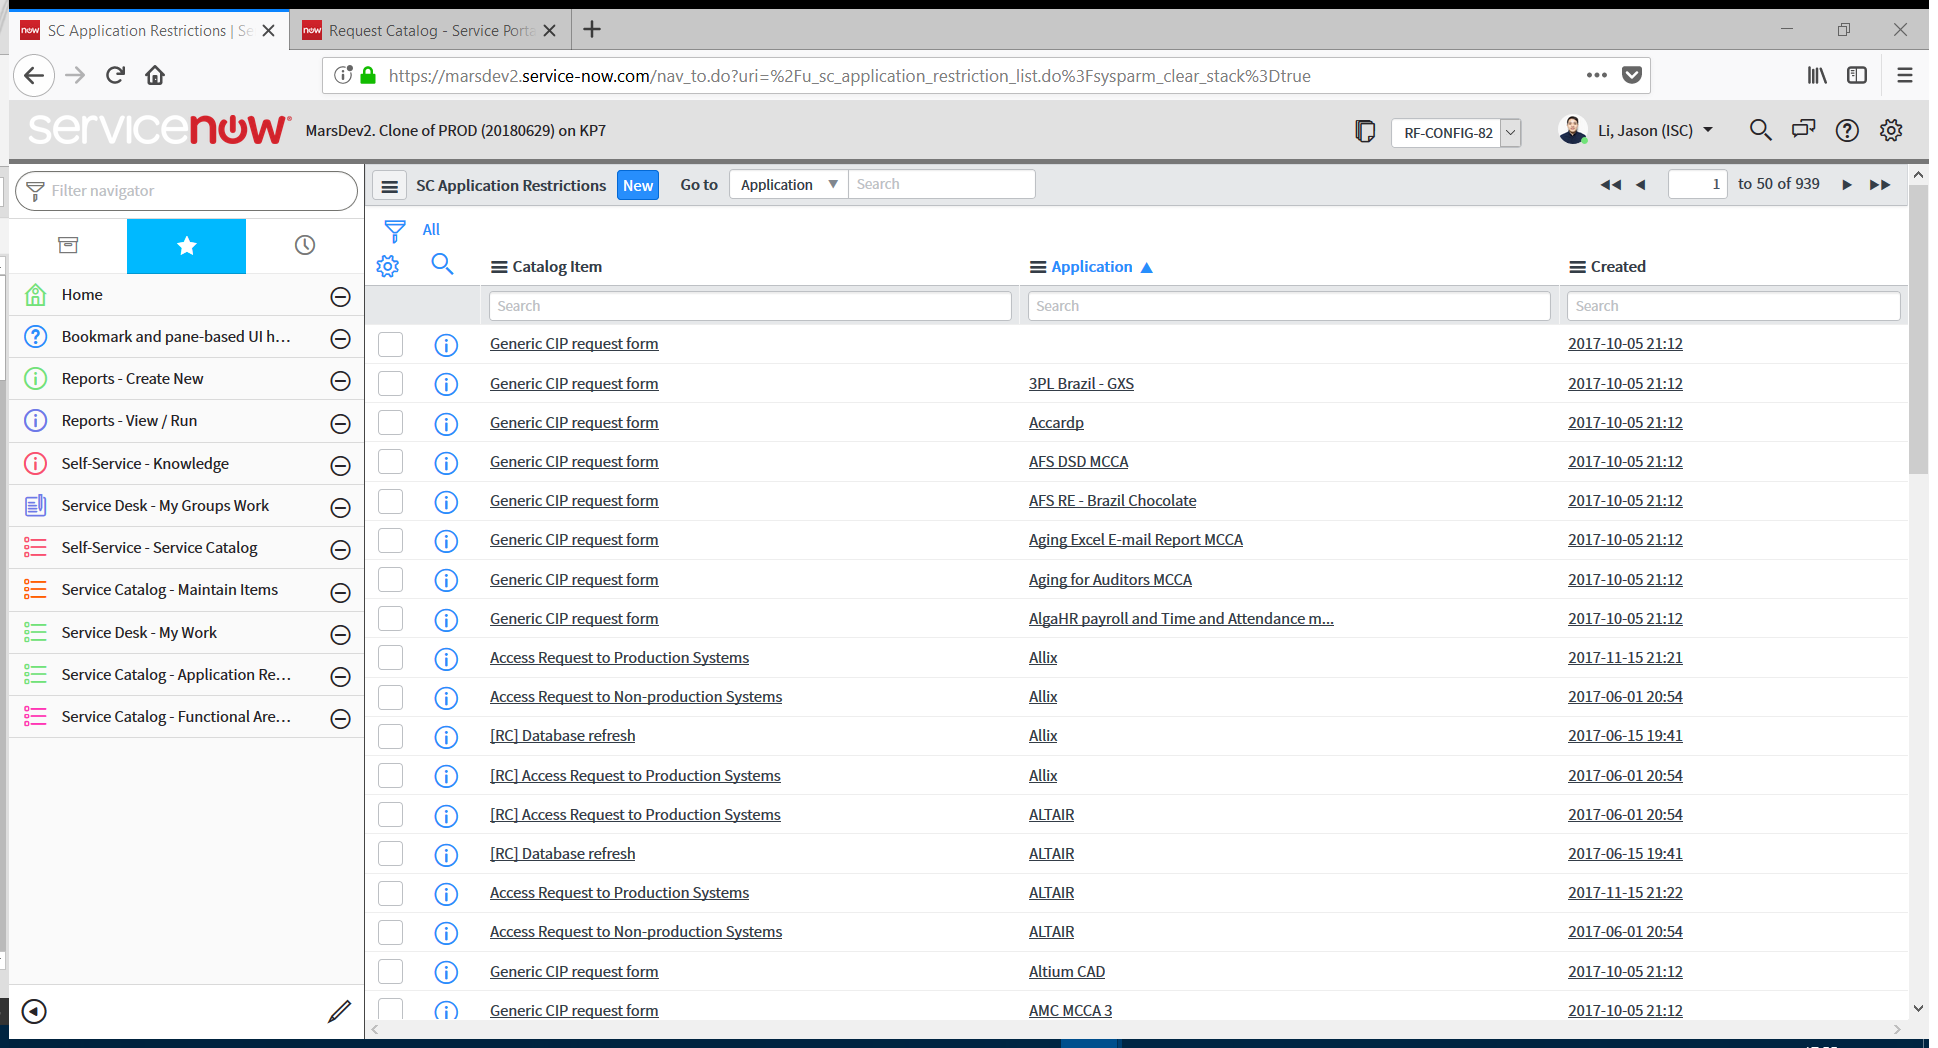 SC Application Restrictions | Se
Request Catalog - Service Porta
https://marsdev2.service-now.com/nav_to.do?uri=%2Fu_sc_application_restriction_list.do%3Fsysparm_clear_stack%3Dtrue
servicenow MarsDev2. Clone of PROD (20180629) on KP7 RF-CONFIG-82 Li, Jason (ISC)
Filter navigator
Home
Bookmark and pane-based UI h...
Reports - Create New
Reports - View / Run
Self-Service - Knowledge
Service Desk - My Groups Work
Self-Service - Service Catalog
Service Catalog - Maintain Items
Service Desk - My Work
Service Catalog - Application Re...
Service Catalog - Functional Are...
SC Application Restrictions New Go to Application Search 1 to 50 of 939
All
Catalog Item Application Created
Search Search Search
Generic CIP request form 2017-10-05 21:12
Generic CIP request form 3PL Brazil - GXS 2017-10-05 21:12
Generic CIP request form Accardp 2017-10-05 21:12
Generic CIP request form AFS DSD MCCA 2017-10-05 21:12
Generic CIP request form AFS RE - Brazil Chocolate 2017-10-05 21:12
Generic CIP request form Aging Excel E-mail Report MCCA 2017-10-05 21:12
Generic CIP request form Aging for Auditors MCCA 2017-10-05 21:12
Generic CIP request form AlgaHR payroll and Time and Attendance m... 2017-10-05 21:12
Access Request to Production Systems Allix 2017-11-15 21:21
Access Request to Non-production Systems Allix 2017-06-01 20:54
[RC] Database refresh Allix 2017-06-15 19:41
[RC] Access Request to Production Systems Allix 2017-06-01 20:54
[RC] Access Request to Production Systems ALTAIR 2017-06-01 20:54
[RC] Database refresh ALTAIR 2017-06-15 19:41
Access Request to Production Systems ALTAIR 2017-11-15 21:22
Access Request to Non-production Systems ALTAIR 2017-06-01 20:54
Generic CIP request form Altium CAD 2017-10-05 21:12
Generic CIP request form AMC MCCA 3 2017-10-05 21:12